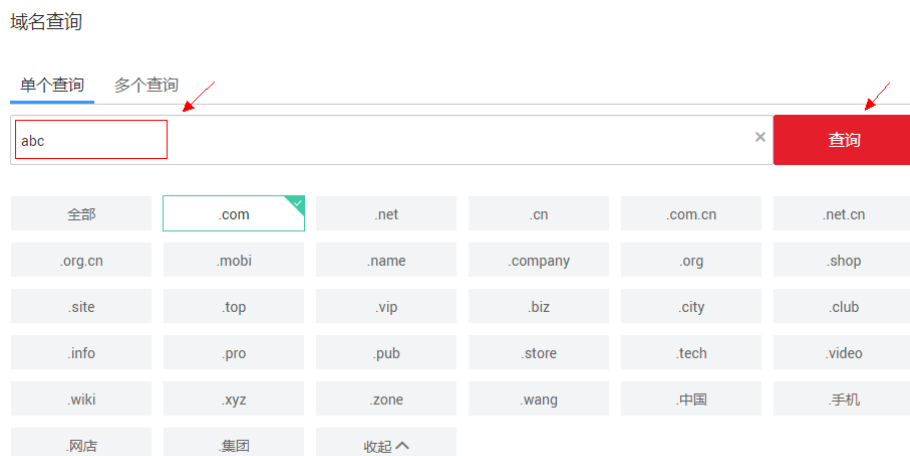 域名查询
单个查询 多个查询
abc × 查询
全部 .com .net .cn .com.cn .net.cn
.org.cn .mobi .name .company .org .shop
.site .top .vip .biz .city .club
.info .pro .pub .store .tech .video
.wiki .xyz .zone .wang .中国 .手机
.网店 .集团 收起